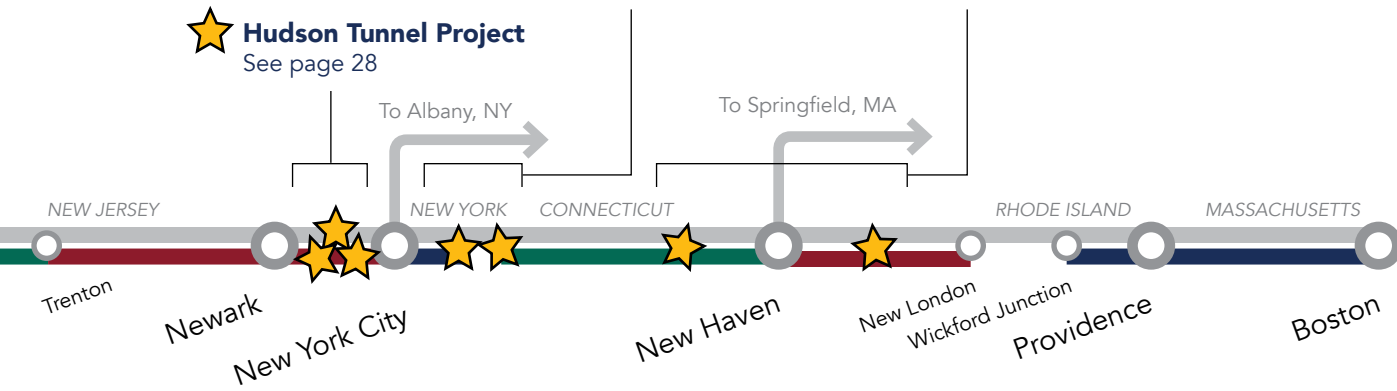 Hudson Tunnel Project
See page 28
To Albany, NY
To Springfield, MA
NEW JERSEY
NEW YORK
CONNECTICUT
RHODE ISLAND
MASSACHUSETTS
Trenton
Newark
New York City
New Haven
New London
Wickford Junction
Providence
Boston